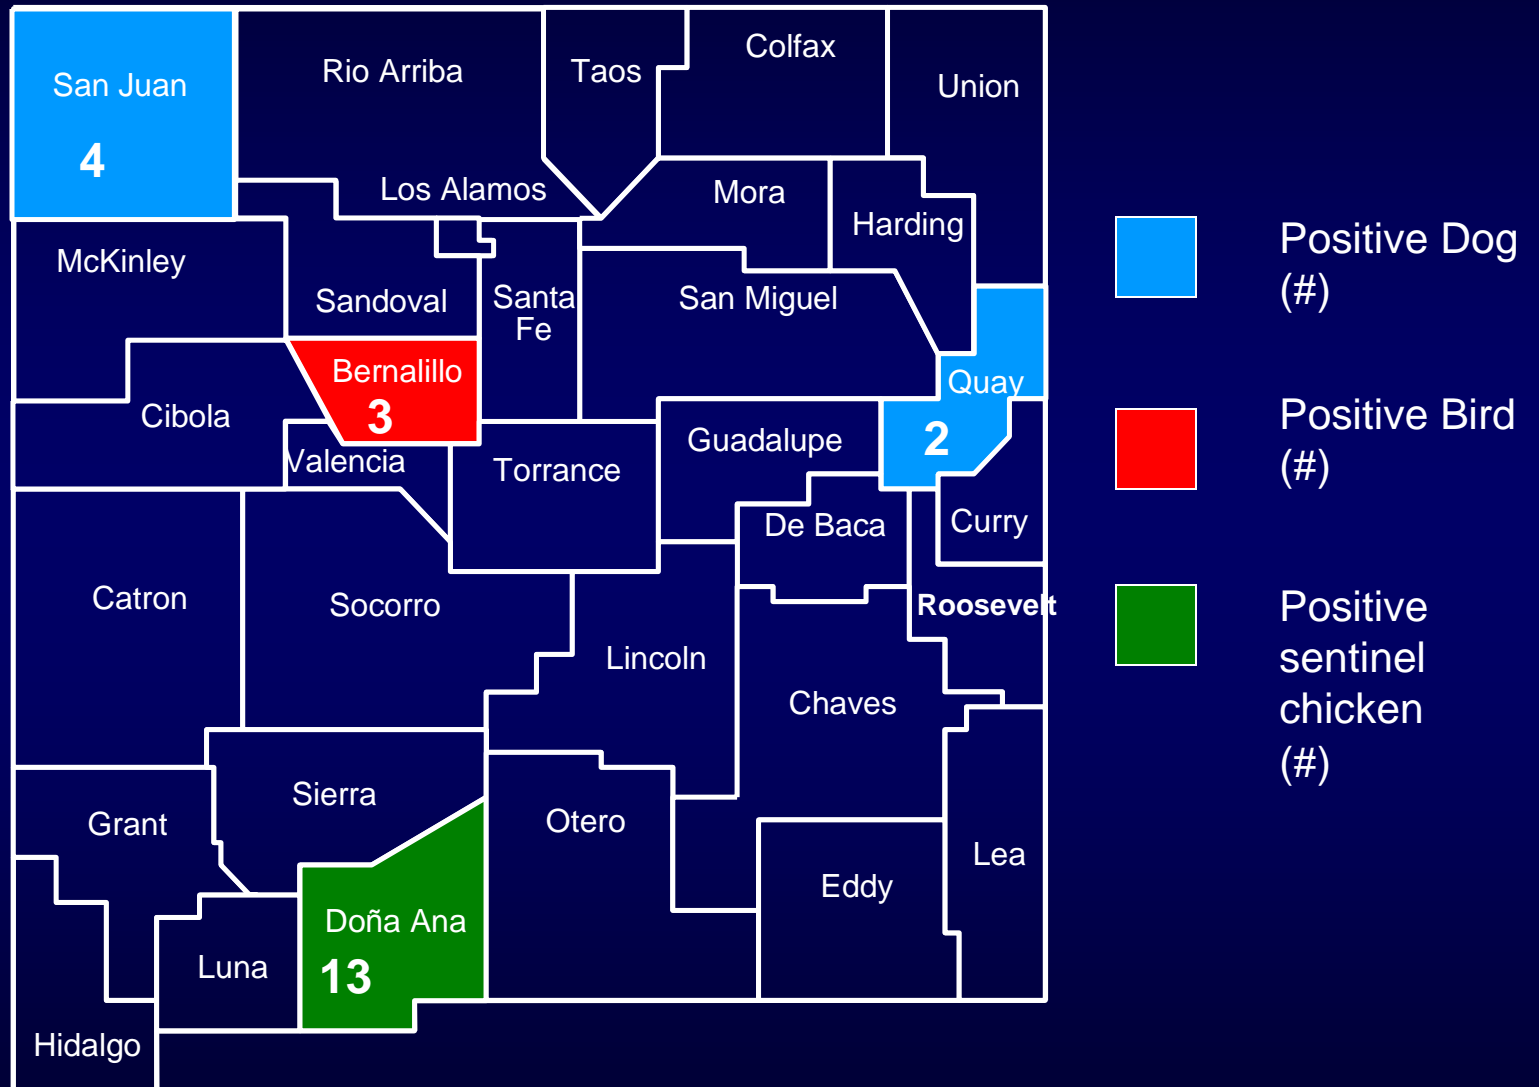 San Juan
4
Rio Arriba
Taos
Colfax
Union
Los Alamos
Mora
Harding
McKinley
Sandoval
Santa
Fe
San Miguel
Bernalillo
3
Quay
2
Cibola
Valencia
Torrance
Guadalupe
De Baca
Curry
Catron
Socorro
Roosevelt
Lincoln
Chaves
Sierra
Grant
Otero
Lea
Eddy
Doña Ana
13
Luna
Hidalgo
Positive Dog
(#)
Positive Bird
(#)
Positive
sentinel
chicken
(#)